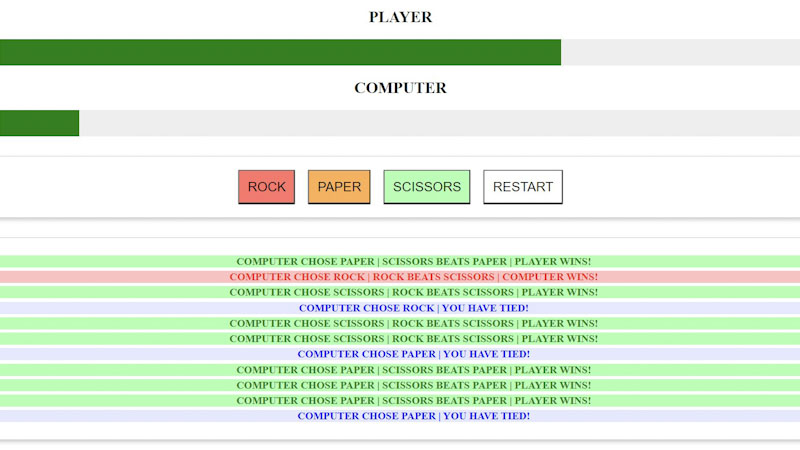 PLAYER
COMPUTER
ROCK PAPER SCISSORS RESTART
COMPUTER CHOSE PAPER | SCISSORS BEATS PAPER | PLAYER WINS!
COMPUTER CHOSE ROCK | ROCK BEATS SCISSORS | COMPUTER WINS!
COMPUTER CHOSE SCISSORS | ROCK BEATS SCISSORS | PLAYER WINS!
COMPUTER CHOSE ROCK | YOU HAVE TIED!
COMPUTER CHOSE SCISSORS | ROCK BEATS SCISSORS | PLAYER WINS!
COMPUTER CHOSE SCISSORS | ROCK BEATS SCISSORS | PLAYER WINS!
COMPUTER CHOSE PAPER | YOU HAVE TIED!
COMPUTER CHOSE PAPER | SCISSORS BEATS PAPER | PLAYER WINS!
COMPUTER CHOSE PAPER | SCISSORS BEATS PAPER | PLAYER WINS!
COMPUTER CHOSE PAPER | SCISSORS BEATS PAPER | PLAYER WINS!
COMPUTER CHOSE PAPER | YOU HAVE TIED!